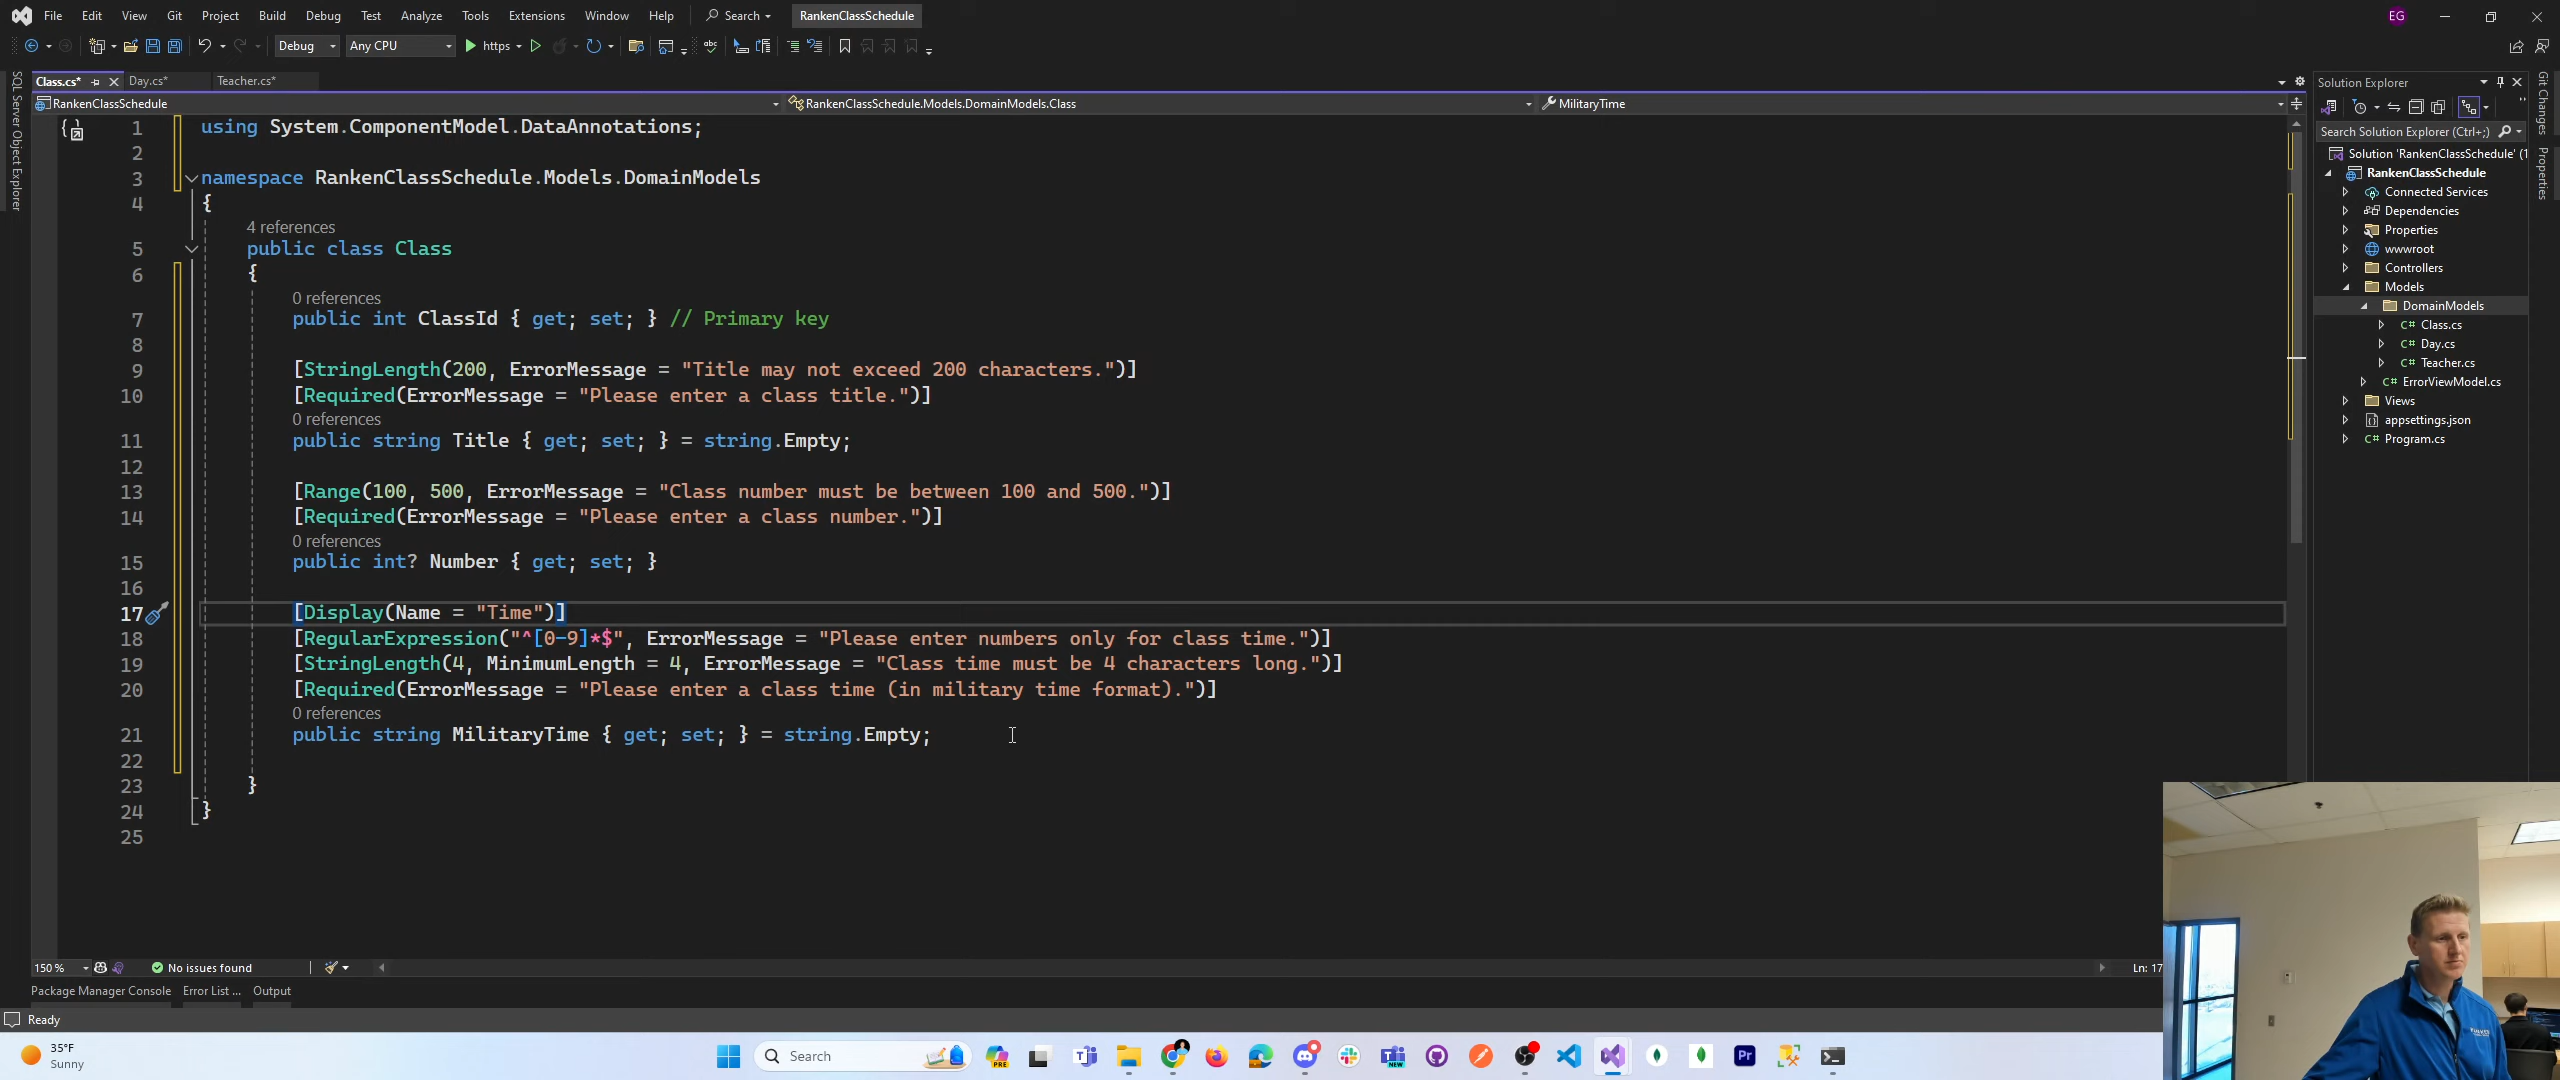 File Edit View Git Project Build Debug Test Analyze Tools Extensions Window Help Search RankenClassSchedule EG
Debug Any CPU https
Class.cs* Day.cs* Teacher.cs*
RankenClassSchedule RankenClassSchedule.Models.DomainModels.Class MilitaryTime
1 using System.ComponentModel.DataAnnotations;
2
3 namespace RankenClassSchedule.Models.DomainModels
4 {
4 references
5 public class Class
6 {
0 references
7 public int ClassId { get; set; } // Primary key
8
9 [StringLength(200, ErrorMessage = "Title may not exceed 200 characters.")]
10 [Required(ErrorMessage = "Please enter a class title.")]
0 references
11 public string Title { get; set; } = string.Empty;
12
13 [Range(100, 500, ErrorMessage = "Class number must be between 100 and 500.")]
14 [Required(ErrorMessage = "Please enter a class number.")]
0 references
15 public int? Number { get; set; }
16
17 [Display(Name = "Time")]
18 [RegularExpression("^[0-9]*$", ErrorMessage = "Please enter numbers only for class time.")]
19 [StringLength(4, MinimumLength = 4, ErrorMessage = "Class time must be 4 characters long.")]
20 [Required(ErrorMessage = "Please enter a class time (in military time format).")]
0 references
21 public string MilitaryTime { get; set; } = string.Empty;
22
23 }
24 }
25
150 % No issues found Ln: 17
Package Manager Console Error List ... Output
Ready
SQL Server Object Explorer
Solution Explorer
Search Solution Explorer (Ctrl+;)
Solution 'RankenClassSchedule' (1
RankenClassSchedule
Connected Services
Dependencies
Properties
wwwroot
Controllers
Models
DomainModels
C# Class.cs
C# Day.cs
C# Teacher.cs
C# ErrorViewModel.cs
Views
appsettings.json
C# Program.cs
Git Changes
Properties
35°F
Sunny
Search
PRE
NEW
Pr